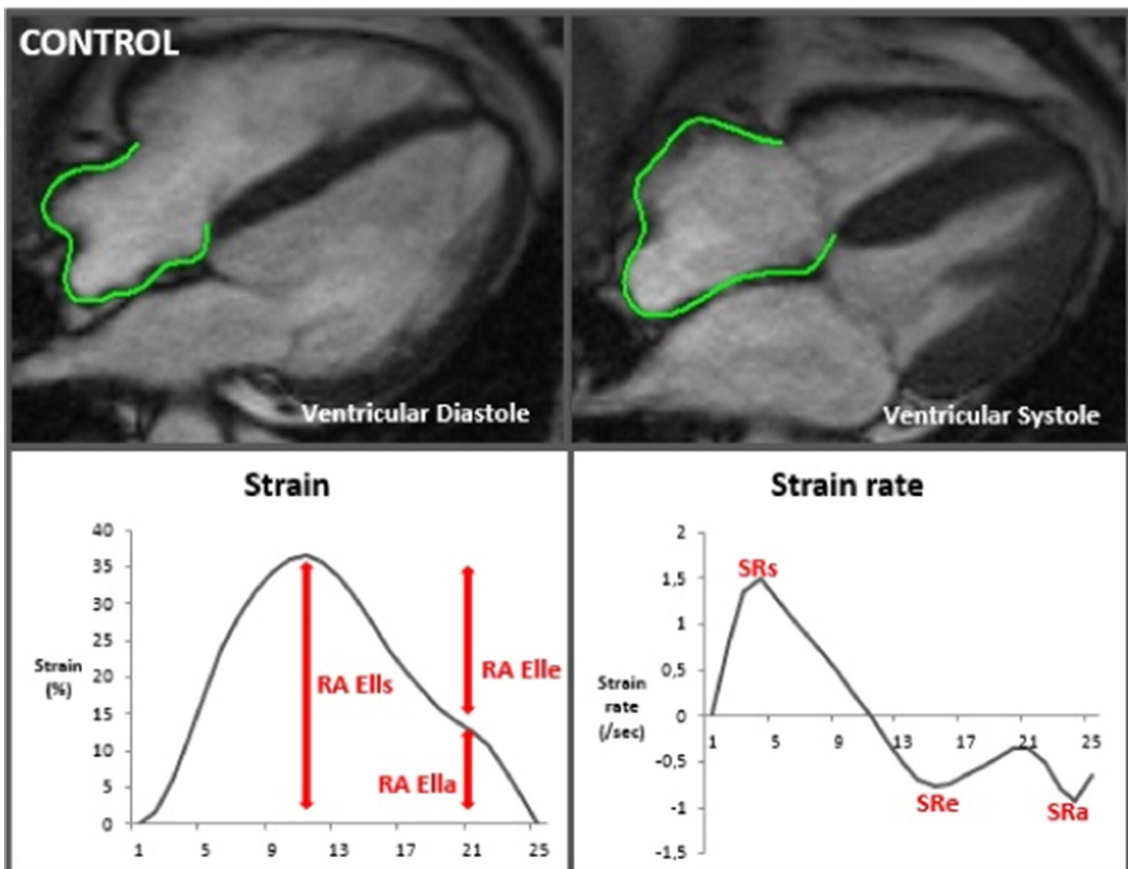 CONTROL
Ventricular Diastole
Ventricular Systole
Strain
40
35
30
25
20
15
10
5
0
Strain
(%)
RA Ells
RA Elle
RA Ella
1 5 9 13 17 21 25
Strain rate
2
1,5
1
0,5
0
-0,5
-1
-1,5
Strain
rate
(/sec)
SRs
1 5 9 13 17 21 25
SRe
SRa